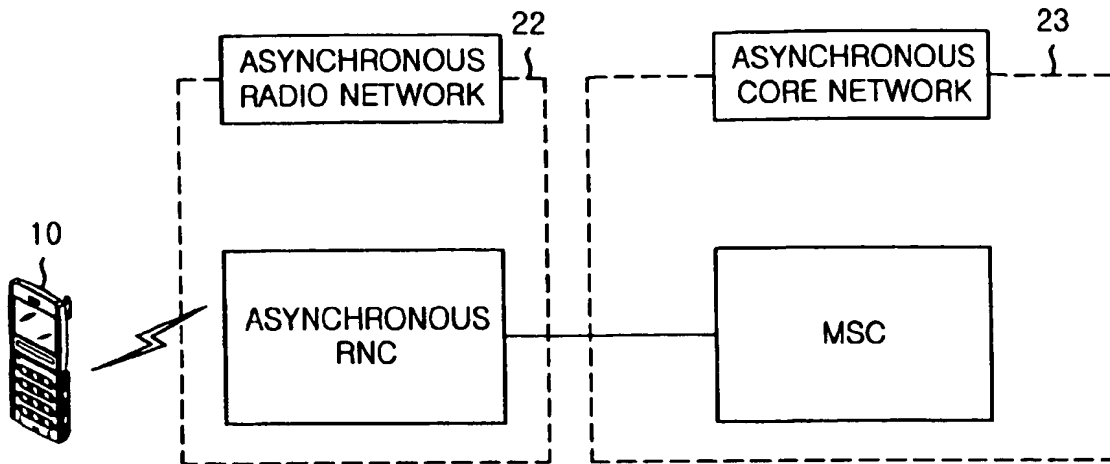 22
23
ASYNCHRONOUS
RADIO NETWORK
ASYNCHRONOUS
CORE NETWORK
10
ASYNCHRONOUS
RNC
MSC